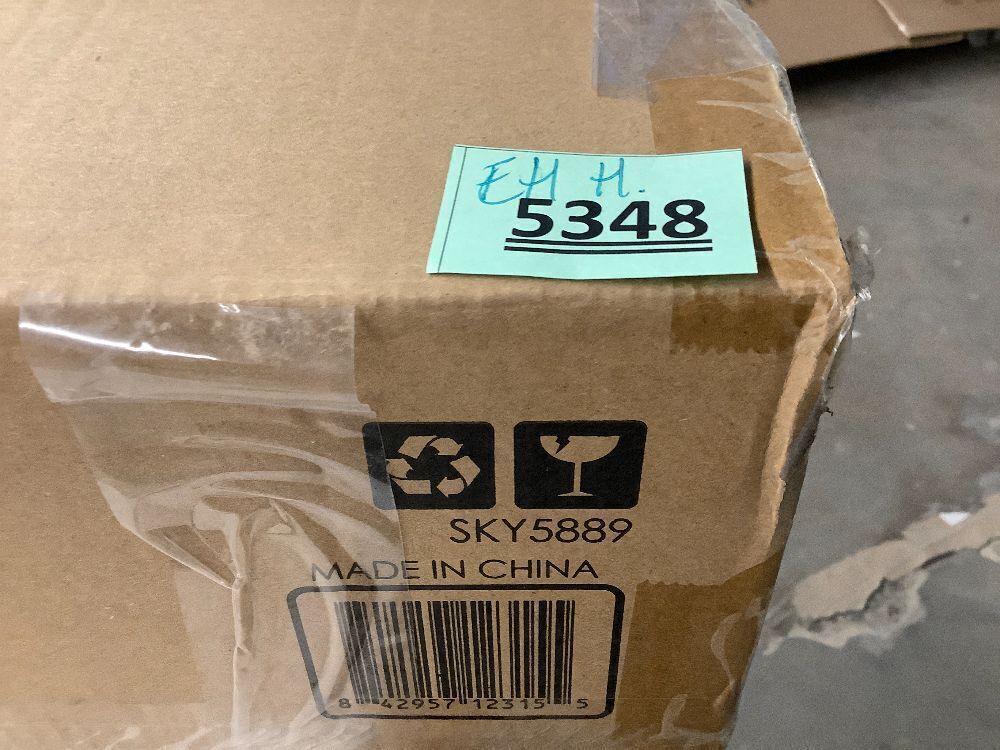 EH H.
5348
SKY5889
MADE IN CHINA
8 42957 12315 5